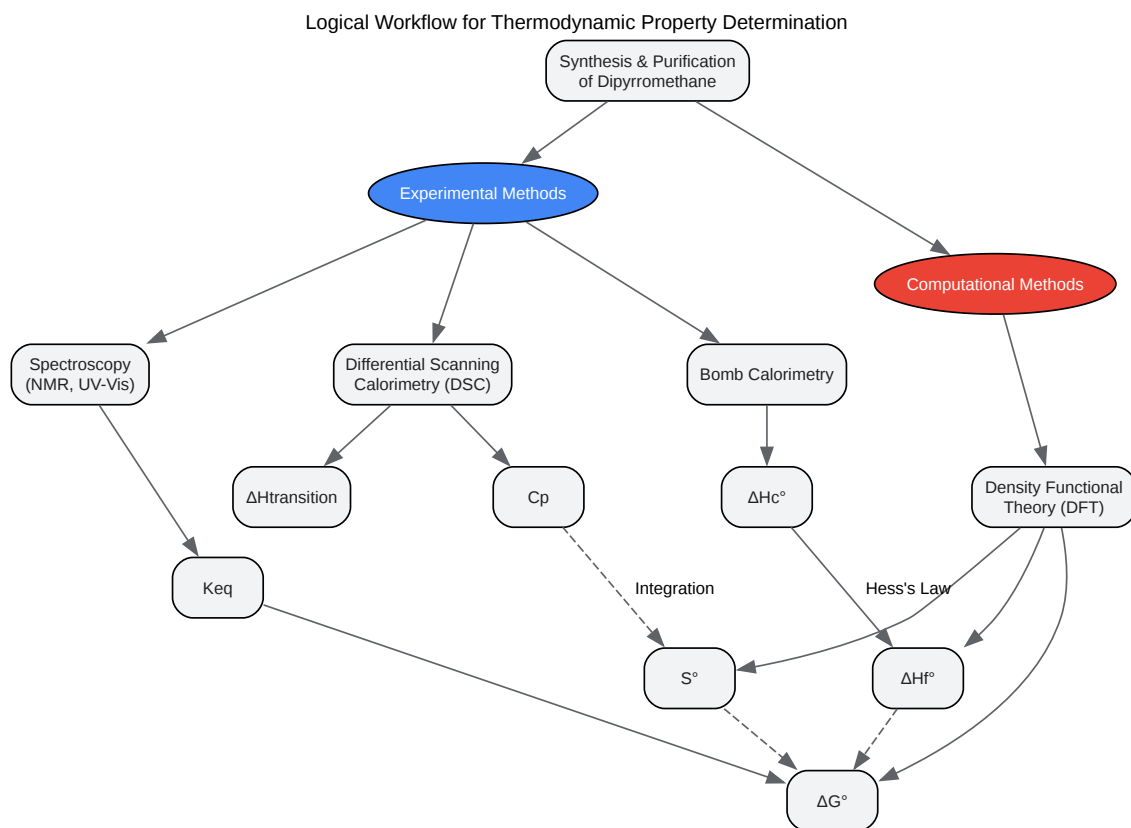 Logical Workflow for Thermodynamic Property Determination
Synthesis & Purification
of Dipyrromethane
Experimental Methods
Computational Methods
Spectroscopy
(NMR, UV-Vis)
Differential Scanning
Calorimetry (DSC)
Bomb Calorimetry
ΔHtransition
Cp
ΔHc°
Density Functional
Theory (DFT)
Keq
Integration
Hess's Law
S°
ΔHf°
ΔG°